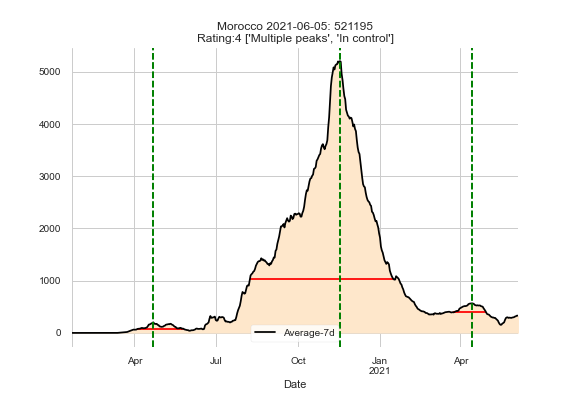 Morocco 2021-06-05: 521195
Rating:4 ['Multiple peaks', 'In control']
5000
4000
3000
2000
1000
0
Average-7d
Apr
Jul
Oct
Jan
2021
Apr
Date